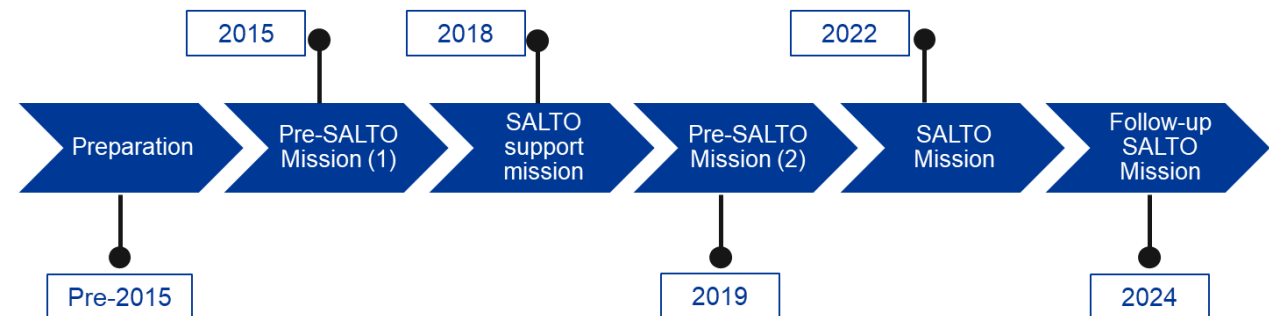 2015
2018
2022
Preparation
Pre-SALTO
Mission (1)
SALTO
support
mission
Pre-SALTO
Mission (2)
SALTO
Mission
Follow-up
SALTO
Mission
Pre-2015
2019
2024